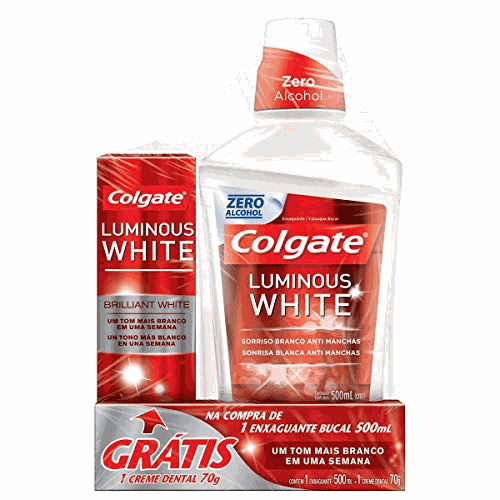 Zero
Alcohol
ZERO
ALCOHOL
Enxaguante / Enjuague Bucal
Colgate®
LUMINOUS
WHITE
SORRISO BRANCO ANTI MANCHAS
SONRISA BLANCA ANTI MANCHAS
500mL
Colgate®
LUMINOUS
WHITE
BRILLIANT WHITE
UM TOM MAIS BRANCO
EM UMA SEMANA
UN TONO MÁS BLANCO
EN UNA SEMANA
GRÁTIS
1 CREME DENTAL 70g
NA COMPRA DE
1 ENXAGUANTE BUCAL 500mL
UM TOM MAIS BRANCO
EM UMA SEMANA
CONTÉM: 1 ENXAGUANTE 500 mL + 1 CREME DENTAL 70g